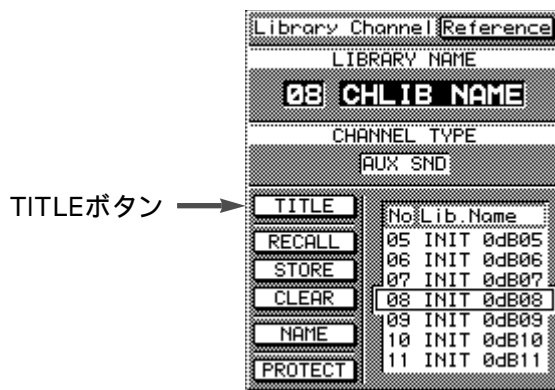 Library Channel Reference
LIBRARY NAME
08 CHLIB NAME
CHANNEL TYPE
AUX SND
TITLEボタン
TITLE
RECALL
STORE
CLEAR
NAME
PROTECT
No Lib.Name
05 INIT 0dB05
06 INIT 0dB06
07 INIT 0dB07
08 INIT 0dB08
09 INIT 0dB09
10 INIT 0dB10
11 INIT 0dB11